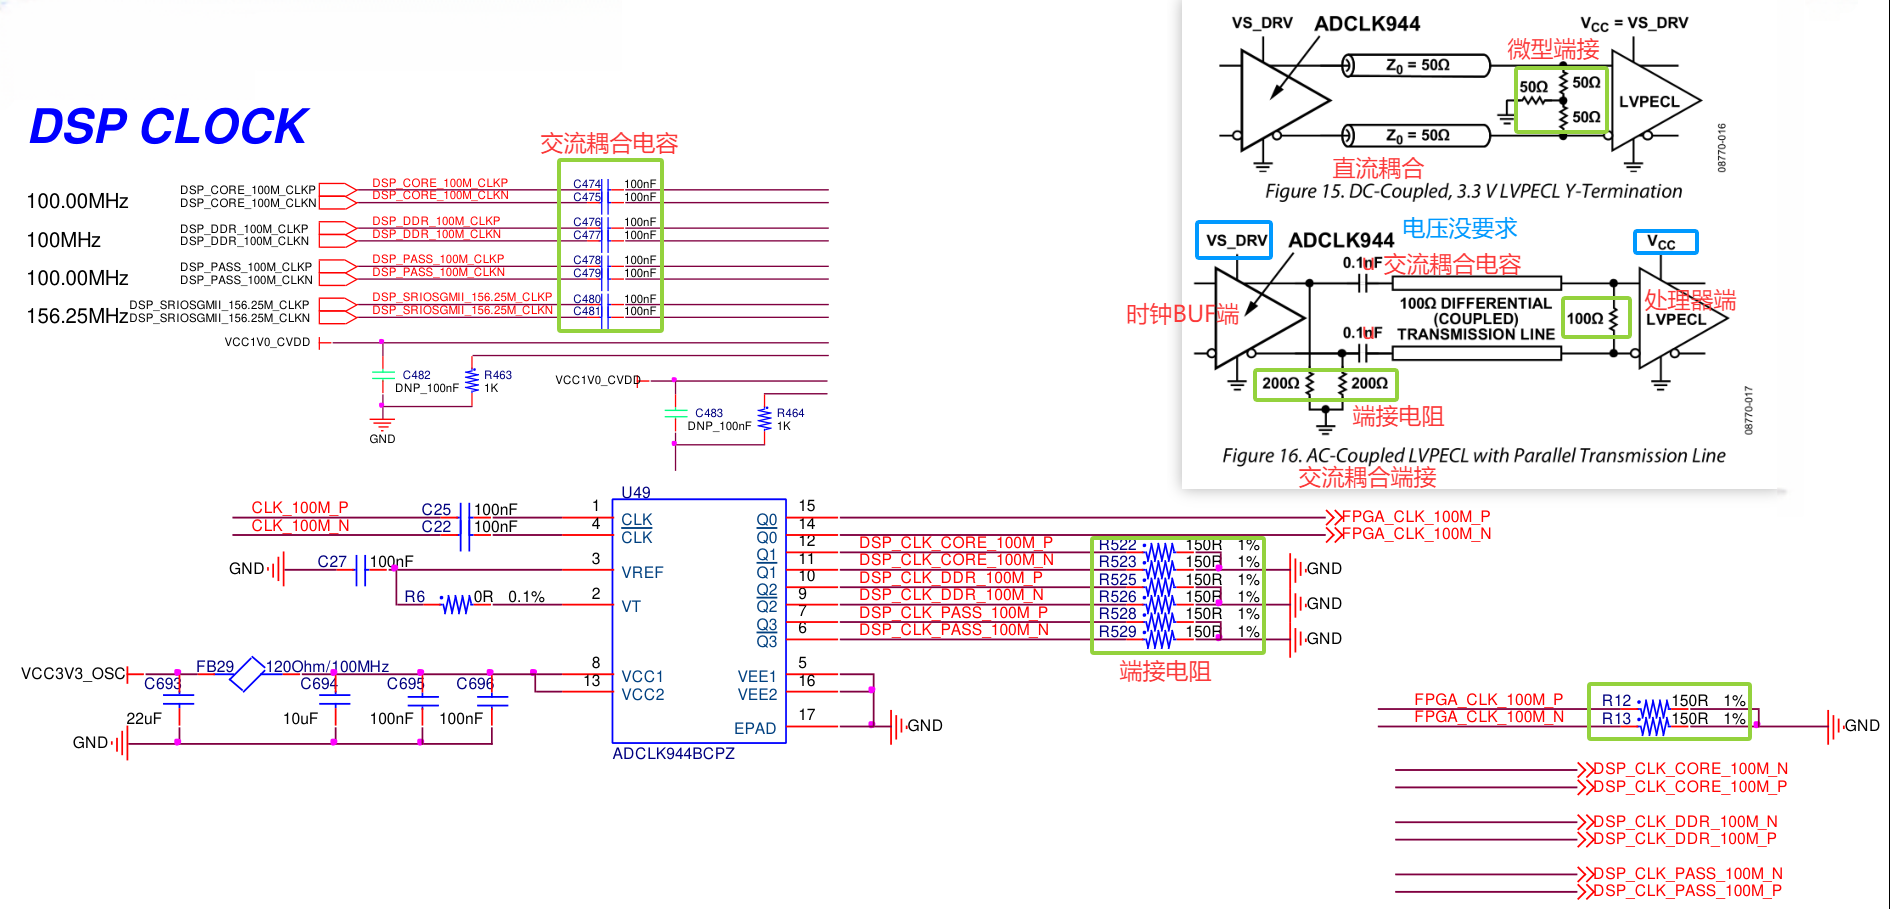 VS_DRV
ADCLK944
VCC = VS_DRV
微型端接
Z0 = 50Ω
50Ω
50Ω
50Ω
LVPECL
Z0 = 50Ω
直流耦合
08770-016
Figure 15. DC-Coupled, 3.3 V LVPECL Y-Termination
VS_DRV
ADCLK944
电压没要求
VCC
0.1uF
交流耦合电容
时钟BUF端
100Ω DIFFERENTIAL
(COUPLED)
TRANSMISSION LINE
100Ω
处理器端
LVPECL
0.1uF
200Ω
200Ω
端接电阻
08770-017
Figure 16. AC-Coupled LVPECL with Parallel Transmission Line
交流耦合端接
DSP CLOCK
交流耦合电容
100.00MHz
DSP_CORE_100M_CLKP
DSP_CORE_100M_CLKP
C474
100nF
DSP_CORE_100M_CLKN
DSP_CORE_100M_CLKN
C475
100nF
100MHz
DSP_DDR_100M_CLKP
DSP_DDR_100M_CLKP
C476
100nF
DSP_DDR_100M_CLKN
DSP_DDR_100M_CLKN
C477
100nF
100.00MHz
DSP_PASS_100M_CLKP
DSP_PASS_100M_CLKP
C478
100nF
DSP_PASS_100M_CLKN
DSP_PASS_100M_CLKN
C479
100nF
156.25MHz
DSP_SRIOSGMII_156.25M_CLKP
DSP_SRIOSGMII_156.25M_CLKP
C480
100nF
DSP_SRIOSGMII_156.25M_CLKN
DSP_SRIOSGMII_156.25M_CLKN
C481
100nF
VCC1V0_CVDD
C482
DNP_100nF
R463
1K
GND
VCC1V0_CVDD
C483
DNP_100nF
R464
1K
U49
CLK_100M_P
C25
100nF
1
CLK
CLK_100M_N
C22
100nF
4
CLK
GND
C27
100nF
3
VREF
R6
0R
0.1%
2
VT
VCC3V3_OSC
FB29
120Ohm/100MHz
8
VCC1
13
VCC2
C693
22uF
C694
10uF
C695
100nF
C696
100nF
GND
15
Q0
14
Q0
12
Q1
11
Q1
10
Q2
9
Q2
7
Q3
6
Q3
5
VEE1
16
VEE2
17
EPAD
GND
ADCLK944BCPZ
FPGA_CLK_100M_P
FPGA_CLK_100M_N
DSP_CLK_CORE_100M_P
R522
150R
1%
DSP_CLK_CORE_100M_N
R523
150R
1%
GND
DSP_CLK_DDR_100M_P
R525
150R
1%
DSP_CLK_DDR_100M_N
R526
150R
1%
GND
DSP_CLK_PASS_100M_P
R528
150R
1%
DSP_CLK_PASS_100M_N
R529
150R
1%
GND
端接电阻
FPGA_CLK_100M_P
R12
150R
1%
FPGA_CLK_100M_N
R13
150R
1%
GND
DSP_CLK_CORE_100M_N
DSP_CLK_CORE_100M_P
DSP_CLK_DDR_100M_N
DSP_CLK_DDR_100M_P
DSP_CLK_PASS_100M_N
DSP_CLK_PASS_100M_P